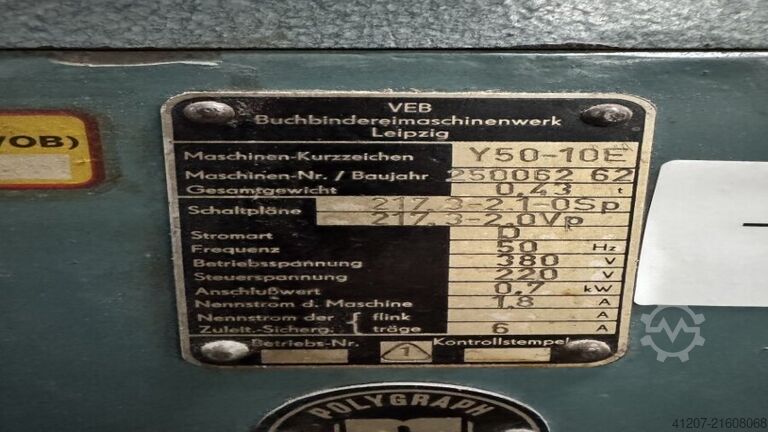 VOB)
VEB
Buchbindereimaschinenwerk
Leipzig
Maschinen-Kurzzeichen Y50-10E
Maschinen-Nr. / Baujahr 250062 62
Gesamtgewicht 0,43 t
Schaltpläne 217.3-2.1-0Sp
217.3-2.0Vp
Stromart D
Frequenz 50 Hz
Betriebsspannung 380 V
Steuerspannung 220 V
Anschlußwert 0,7 kW
Nennstrom d. Maschine 1,8 A
Nennstrom der { flink A
Zuleit.-Sicherg. träge 6 A
Betriebs-Nr. 1 Kontrollstempel
POLYGRAPH
41207-21608068